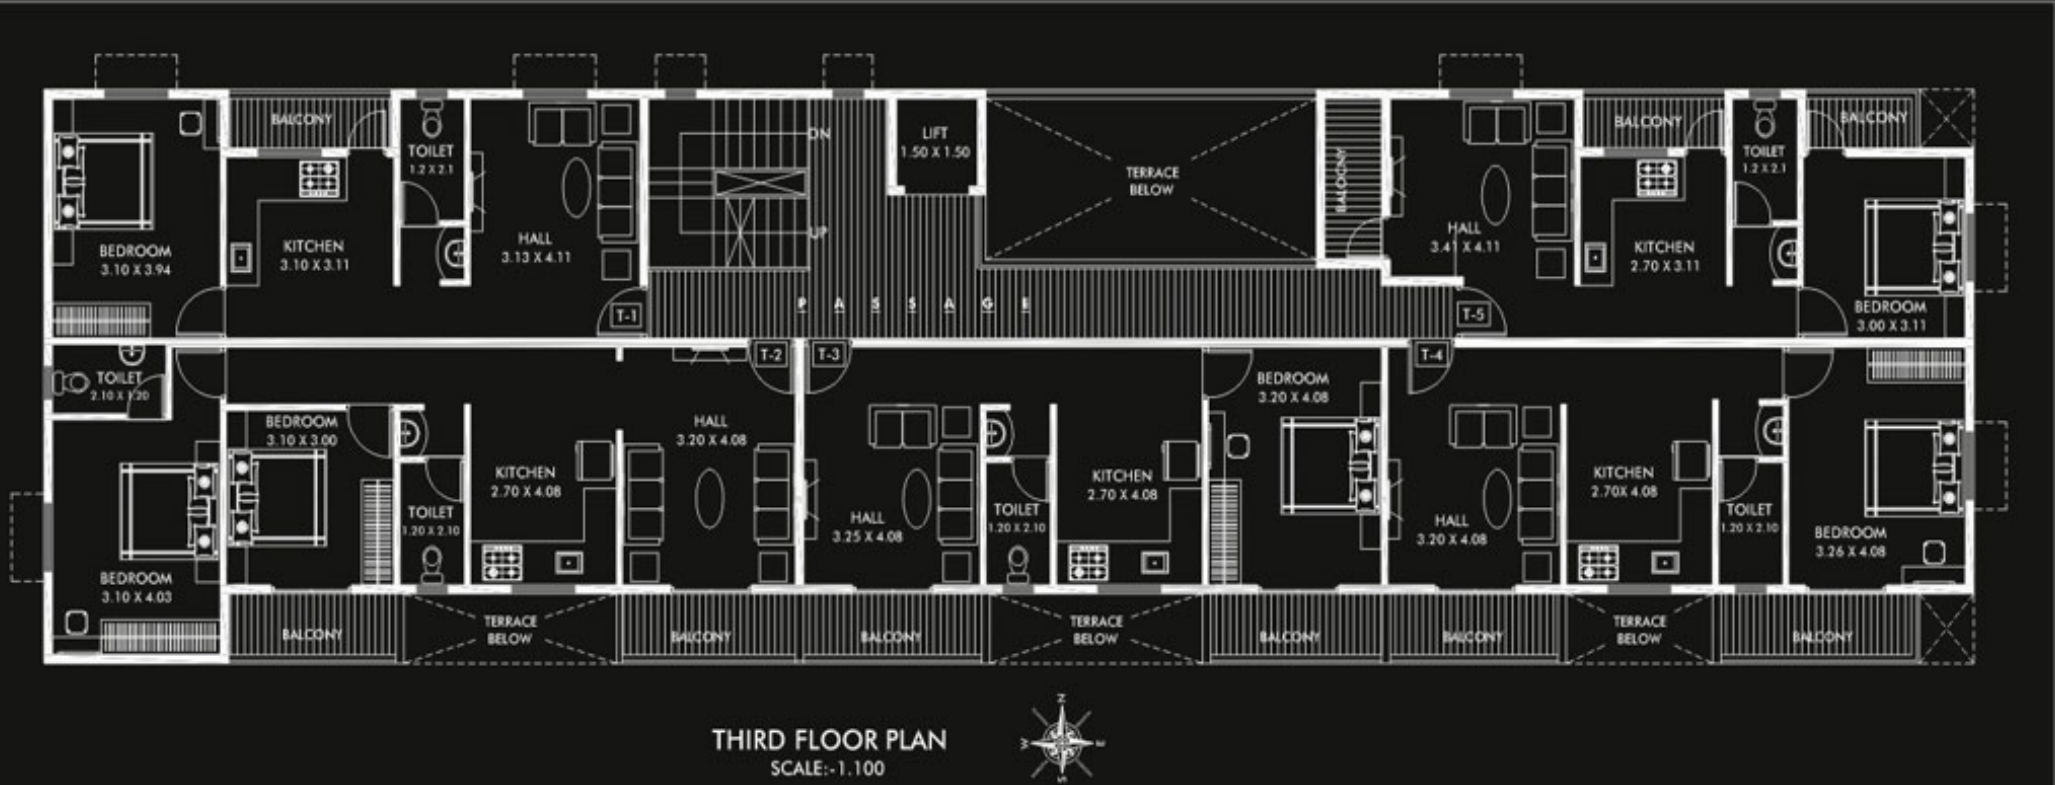 BALCONY
TOILET
1.2 X 2.1
BEDROOM
3.10 X 3.94
KITCHEN
3.10 X 3.11
HALL
3.13 X 4.11
DN
UP
LIFT
1.50 X 1.50
TERRACE
BELOW
BALOCNY
HALL
3.41 X 4.11
BALCONY
TOILET
1.2 X 2.1
BALCONY
KITCHEN
2.70 X 3.11
BEDROOM
3.00 X 3.11
P A S S A G E
T-1
T-5
T-2
T-3
T-4
TOILET
2.10 X 1.20
BEDROOM
3.10 X 4.03
BEDROOM
3.10 X 3.00
TOILET
1.20 X 2.10
KITCHEN
2.70 X 4.08
HALL
3.20 X 4.08
HALL
3.25 X 4.08
TOILET
1.20 X 2.10
KITCHEN
2.70 X 4.08
BEDROOM
3.20 X 4.08
HALL
3.20 X 4.08
KITCHEN
2.70X 4.08
TOILET
1.20 X 2.10
BEDROOM
3.26 X 4.08
BALCONY
TERRACE
BELOW
BALCONY
BALCONY
TERRACE
BELOW
BALCONY
BALCONY
TERRACE
BELOW
BALCONY
THIRD FLOOR PLAN
SCALE:-1.100
N
W
E
S